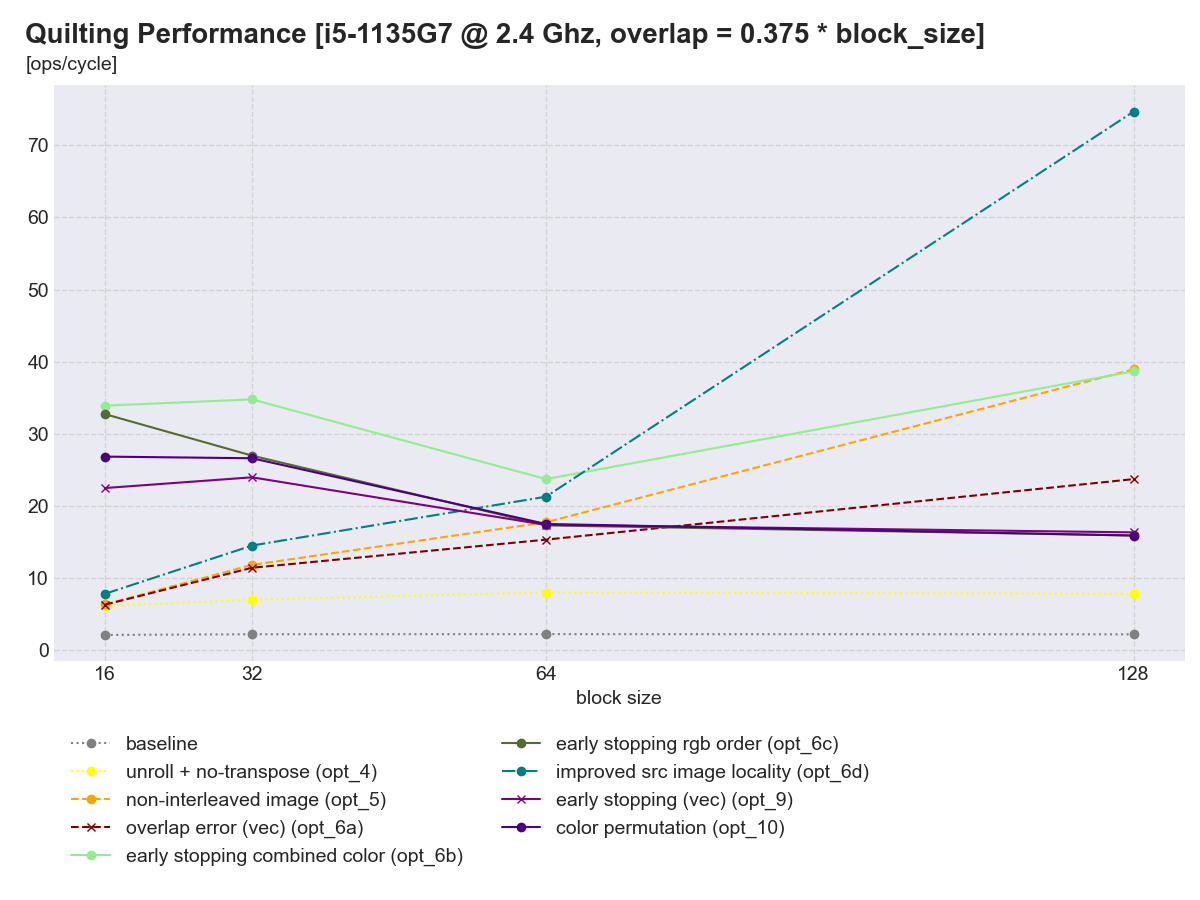 Quilting Performance [i5-1135G7 @ 2.4 Ghz, overlap = 0.375 * block_size]
[ops/cycle]
70
60
50
40
30
20
10
0
16 32 64 128
block size
baseline
unroll + no-transpose (opt_4)
non-interleaved image (opt_5)
overlap error (vec) (opt_6a)
early stopping combined color (opt_6b)
early stopping rgb order (opt_6c)
improved src image locality (opt_6d)
early stopping (vec) (opt_9)
color permutation (opt_10)